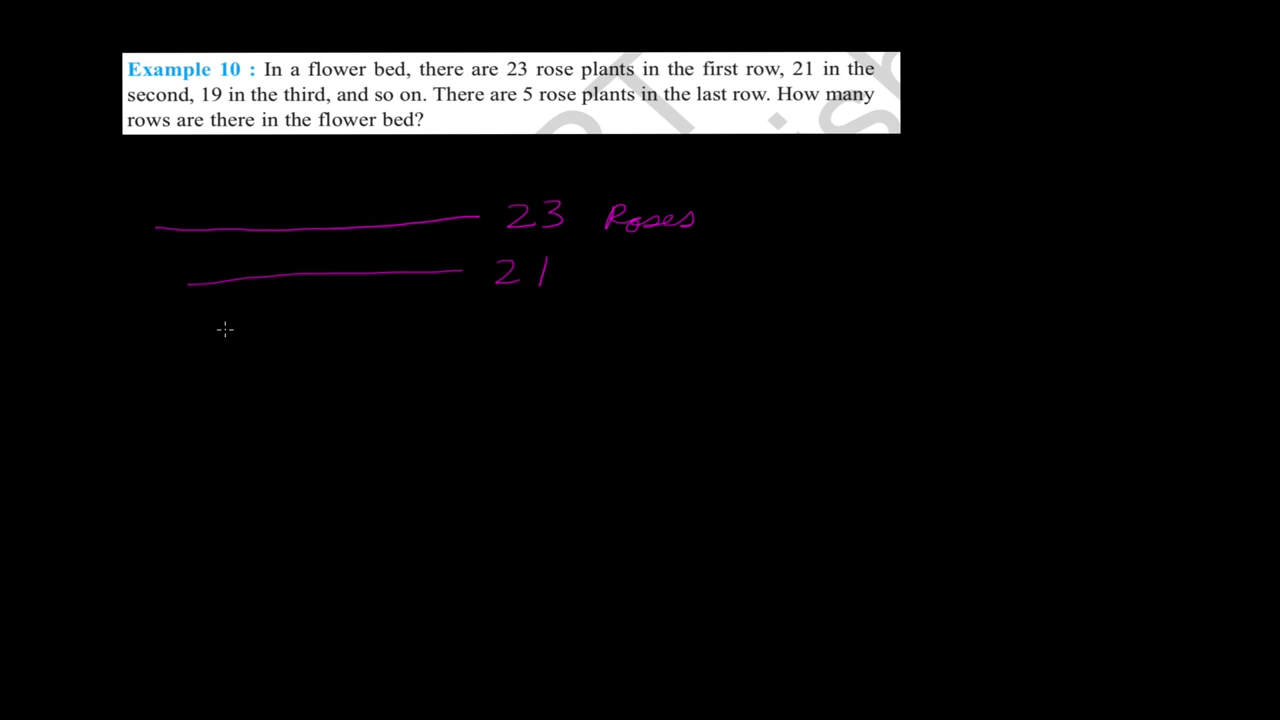 Example 10 : In a flower bed, there are 23 rose plants in the first row, 21 in the
second, 19 in the third, and so on. There are 5 rose plants in the last row. How many
rows are there in the flower bed?
23 Roses
21